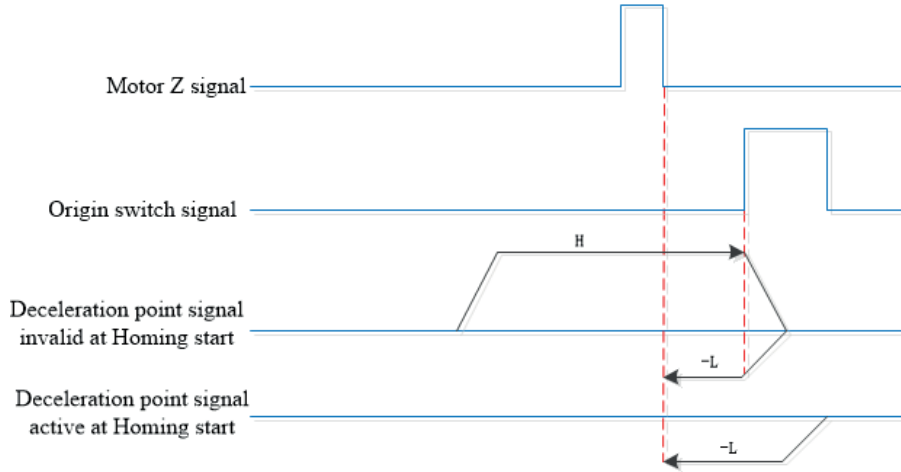 Motor Z signal
Origin switch signal
H
Deceleration point signal
invalid at Homing start
-L
Deceleration point signal
active at Homing start
-L